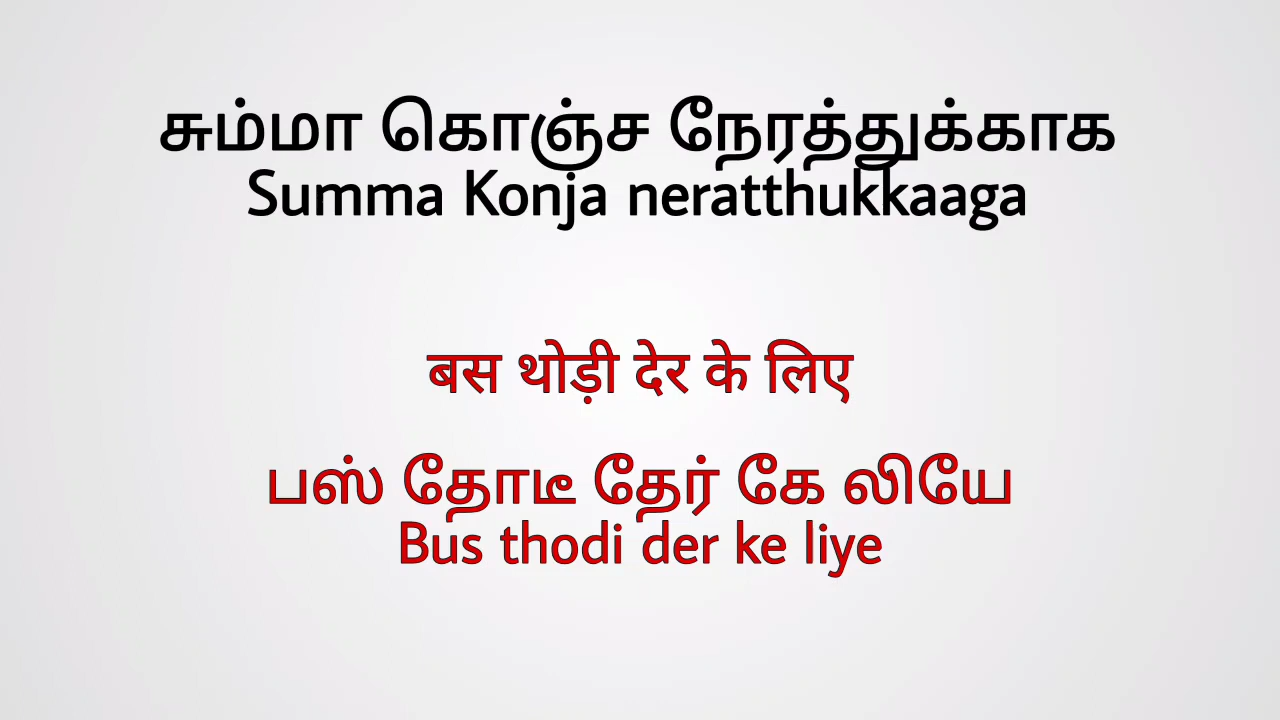 சும்மா கொஞ்ச நேரத்துக்காக
Summa Konja neratthukkaaga
बस थोड़ी देर के लिए
பஸ் தோடீ தேர் கே லியே
Bus thodi der ke liye